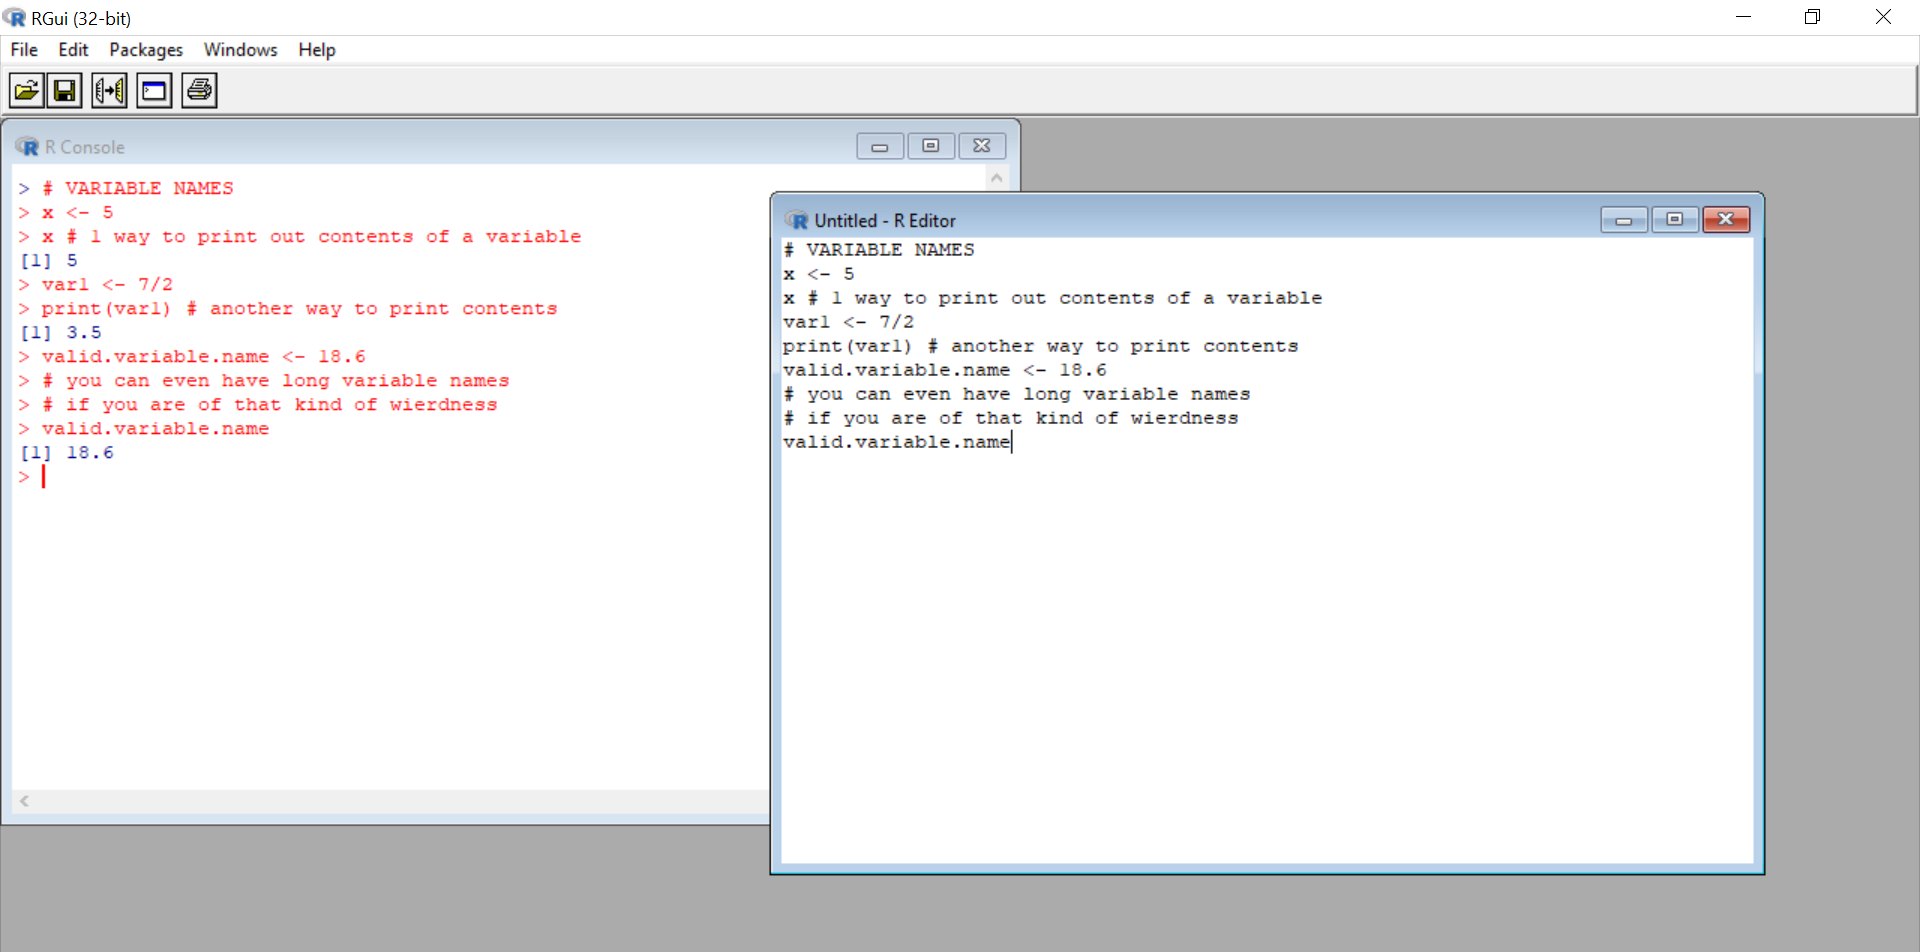 RGui (32-bit)
File Edit Packages Windows Help
R Console
> # VARIABLE NAMES
> x <- 5
> x # 1 way to print out contents of a variable
[1] 5
> var1 <- 7/2
> print(var1) # another way to print contents
[1] 3.5
> valid.variable.name <- 18.6
> # you can even have long variable names
> # if you are of that kind of wierdness
> valid.variable.name
[1] 18.6
>
Untitled - R Editor
# VARIABLE NAMES
x <- 5
x # 1 way to print out contents of a variable
var1 <- 7/2
print(var1) # another way to print contents
valid.variable.name <- 18.6
# you can even have long variable names
# if you are of that kind of wierdness
valid.variable.name